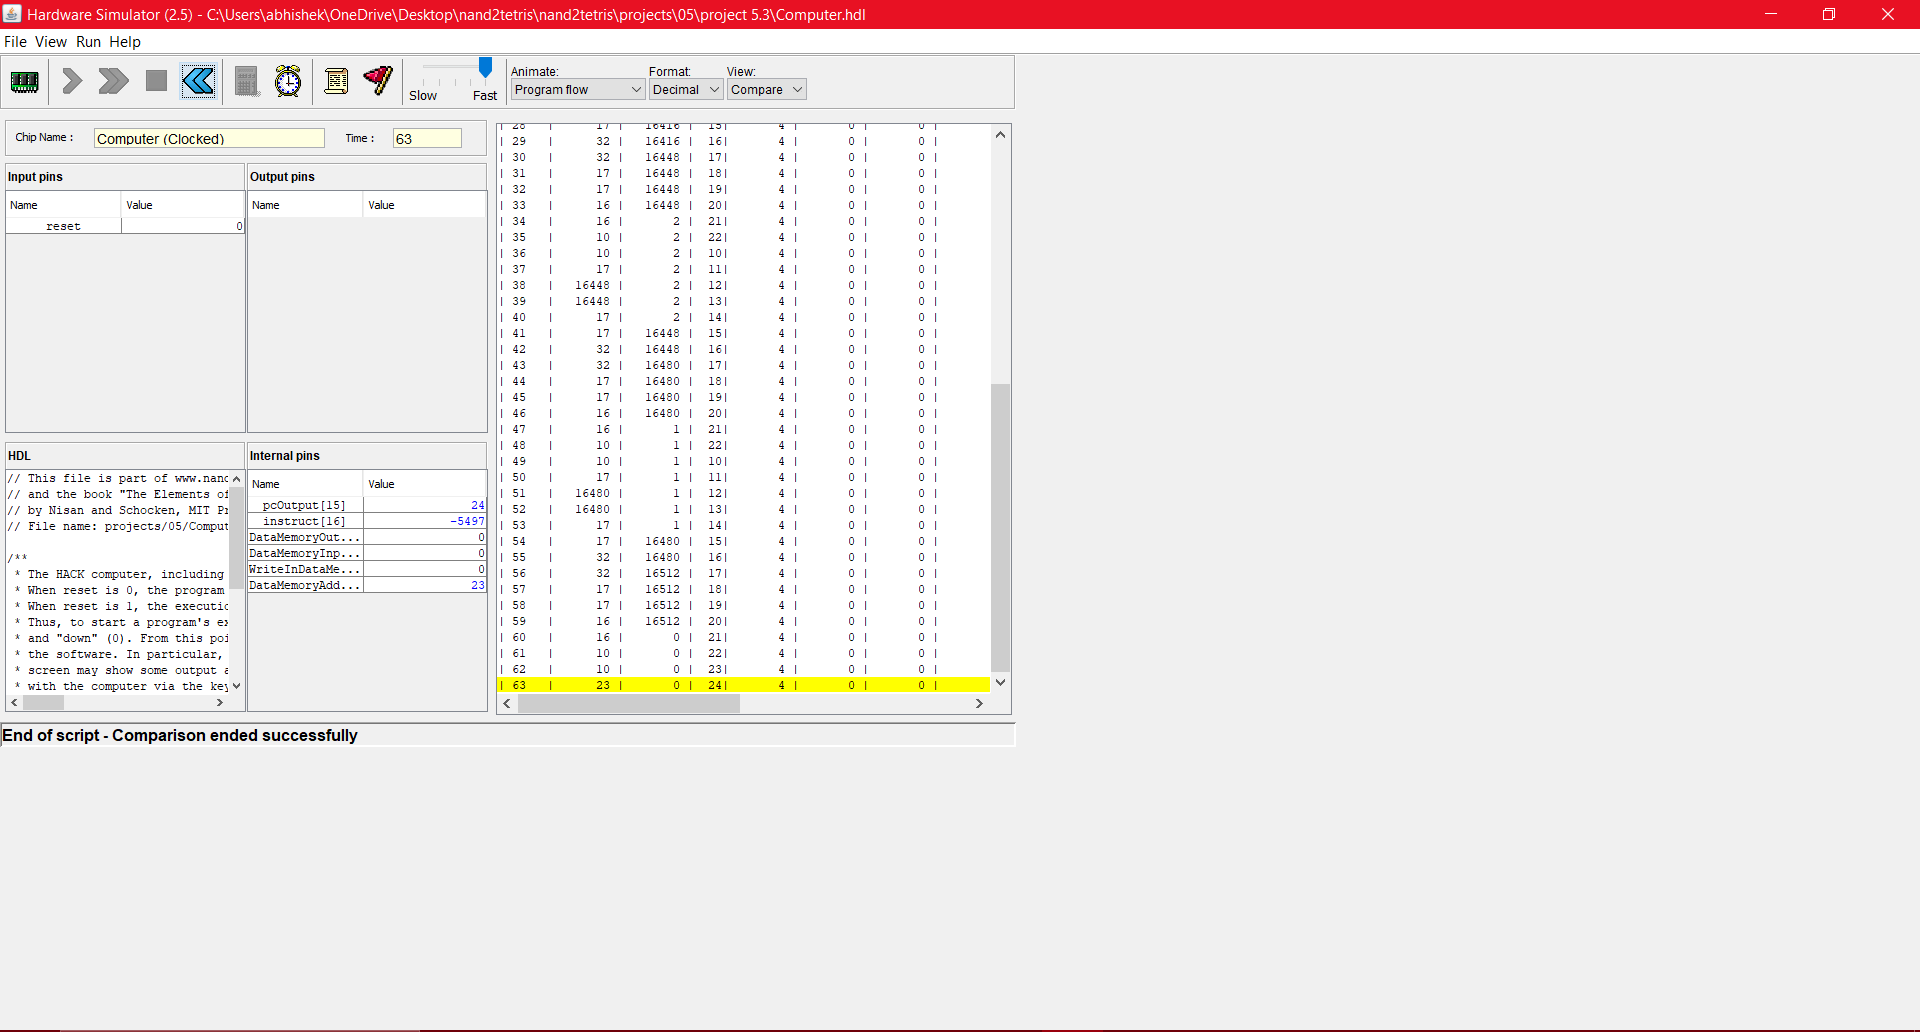 Hardware Simulator (2.5) - C:\Users\abhishek\OneDrive\Desktop\nand2tetris\nand2tetris\projects\05\project 5.3\Computer.hdl
File View Run Help
Slow Fast
Animate: Format: View:
Program flow Decimal Compare
Chip Name : Computer (Clocked) Time : 63
Input pins
Name Value
reset 0
Output pins
Name Value
HDL
// This file is part of www.nand
// and the book "The Elements of
// by Nisan and Schocken, MIT Pr
// File name: projects/05/Comput
/**
* The HACK computer, including
* When reset is 0, the program
* When reset is 1, the executio
* Thus, to start a program's ex
* and "down" (0). From this poi
* the software. In particular,
* screen may show some output a
* with the computer via the key
Internal pins
Name Value
pcOutput[15] 24
instruct[16] -5497
DataMemoryOut... 0
DataMemoryInp... 0
WriteInDataMe... 0
DataMemoryAdd... 23
| 28 | 17 | 16416 | 15| 4 | 0 | 0 |
| 29 | 32 | 16416 | 16| 4 | 0 | 0 |
| 30 | 32 | 16448 | 17| 4 | 0 | 0 |
| 31 | 17 | 16448 | 18| 4 | 0 | 0 |
| 32 | 17 | 16448 | 19| 4 | 0 | 0 |
| 33 | 16 | 16448 | 20| 4 | 0 | 0 |
| 34 | 16 | 2 | 21| 4 | 0 | 0 |
| 35 | 10 | 2 | 22| 4 | 0 | 0 |
| 36 | 10 | 2 | 10| 4 | 0 | 0 |
| 37 | 17 | 2 | 11| 4 | 0 | 0 |
| 38 | 16448 | 2 | 12| 4 | 0 | 0 |
| 39 | 16448 | 2 | 13| 4 | 0 | 0 |
| 40 | 17 | 2 | 14| 4 | 0 | 0 |
| 41 | 17 | 16448 | 15| 4 | 0 | 0 |
| 42 | 32 | 16448 | 16| 4 | 0 | 0 |
| 43 | 32 | 16480 | 17| 4 | 0 | 0 |
| 44 | 17 | 16480 | 18| 4 | 0 | 0 |
| 45 | 17 | 16480 | 19| 4 | 0 | 0 |
| 46 | 16 | 16480 | 20| 4 | 0 | 0 |
| 47 | 16 | 1 | 21| 4 | 0 | 0 |
| 48 | 10 | 1 | 22| 4 | 0 | 0 |
| 49 | 10 | 1 | 10| 4 | 0 | 0 |
| 50 | 17 | 1 | 11| 4 | 0 | 0 |
| 51 | 16480 | 1 | 12| 4 | 0 | 0 |
| 52 | 16480 | 1 | 13| 4 | 0 | 0 |
| 53 | 17 | 1 | 14| 4 | 0 | 0 |
| 54 | 17 | 16480 | 15| 4 | 0 | 0 |
| 55 | 32 | 16480 | 16| 4 | 0 | 0 |
| 56 | 32 | 16512 | 17| 4 | 0 | 0 |
| 57 | 17 | 16512 | 18| 4 | 0 | 0 |
| 58 | 17 | 16512 | 19| 4 | 0 | 0 |
| 59 | 16 | 16512 | 20| 4 | 0 | 0 |
| 60 | 16 | 0 | 21| 4 | 0 | 0 |
| 61 | 10 | 0 | 22| 4 | 0 | 0 |
| 62 | 10 | 0 | 23| 4 | 0 | 0 |
| 63 | 23 | 0 | 24| 4 | 0 | 0 |
End of script - Comparison ended successfully